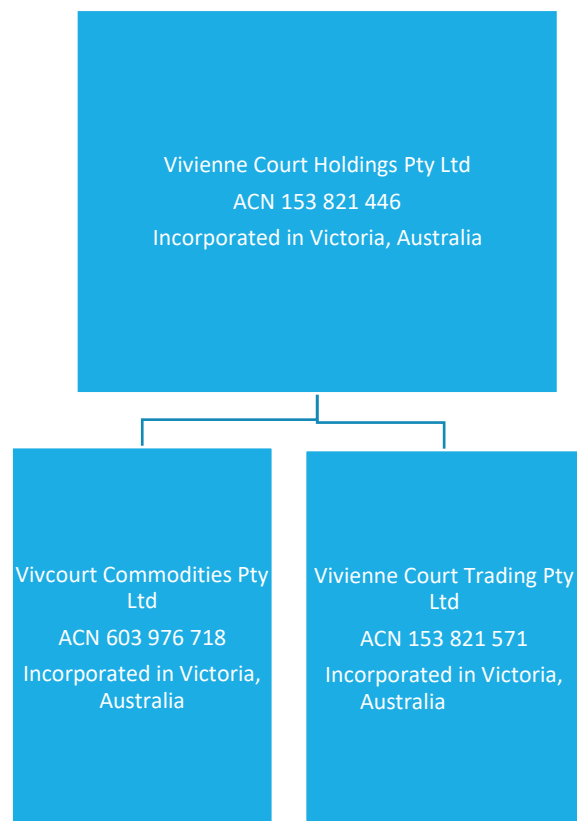 Vivienne Court Holdings Pty Ltd
ACN 153 821 446
Incorporated in Victoria, Australia
Vivcourt Commodities Pty
Ltd
ACN 603 976 718
Incorporated in Victoria,
Australia
Vivienne Court Trading Pty
Ltd
ACN 153 821 571
Incorporated in Victoria,
Australia